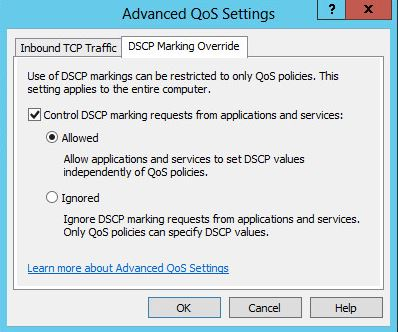 Advanced QoS Settings
? x
Inbound TCP Traffic DSCP Marking Override
Use of DSCP markings can be restricted to only QoS policies. This
setting applies to the entire computer.
Control DSCP marking requests from applications and services:
Allowed
Allow applications and services to set DSCP values
independently of QoS policies.
Ignored
Ignore DSCP marking requests from applications and services.
Only QoS policies can specify DSCP values.
Learn more about Advanced QoS Settings
OK Cancel Help